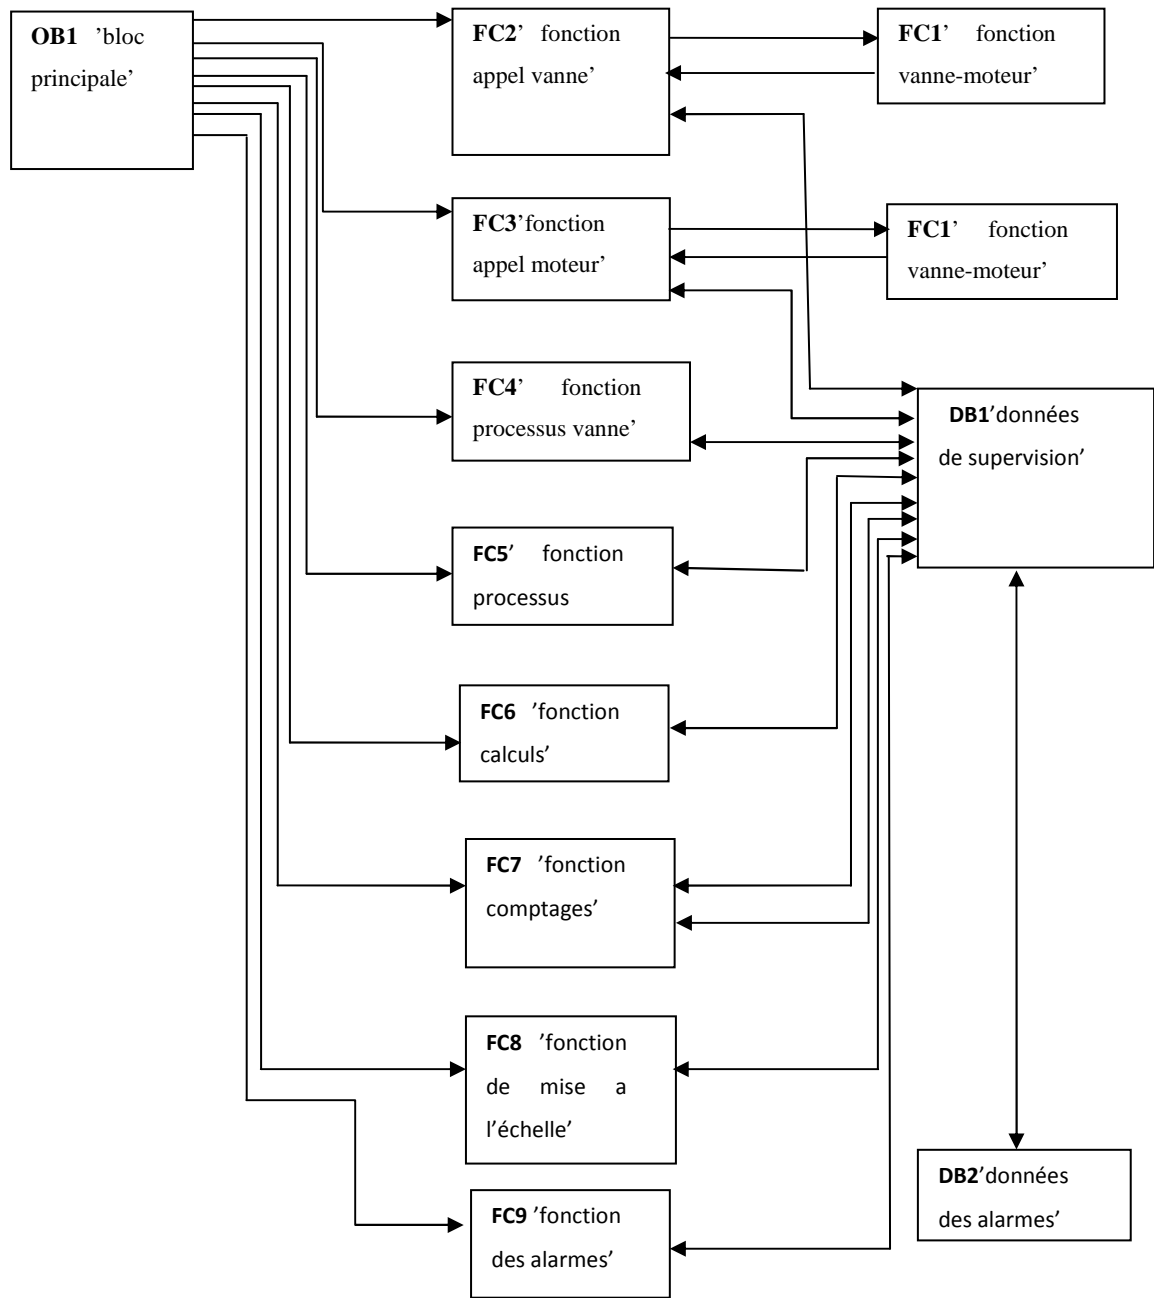 OB1 ’bloc
principale’
FC2’ fonction
appel vanne’
FC1’ fonction
vanne-moteur’
FC3’fonction
appel moteur’
FC1’ fonction
vanne-moteur’
FC4’ fonction
processus vanne’
DB1’données
de supervision’
FC5’ fonction
processus
FC6 ’fonction
calculs’
FC7 ’fonction
comptages’
FC8 ’fonction
de mise a
l’échelle’
DB2’données
des alarmes’
FC9 ’fonction
des alarmes’